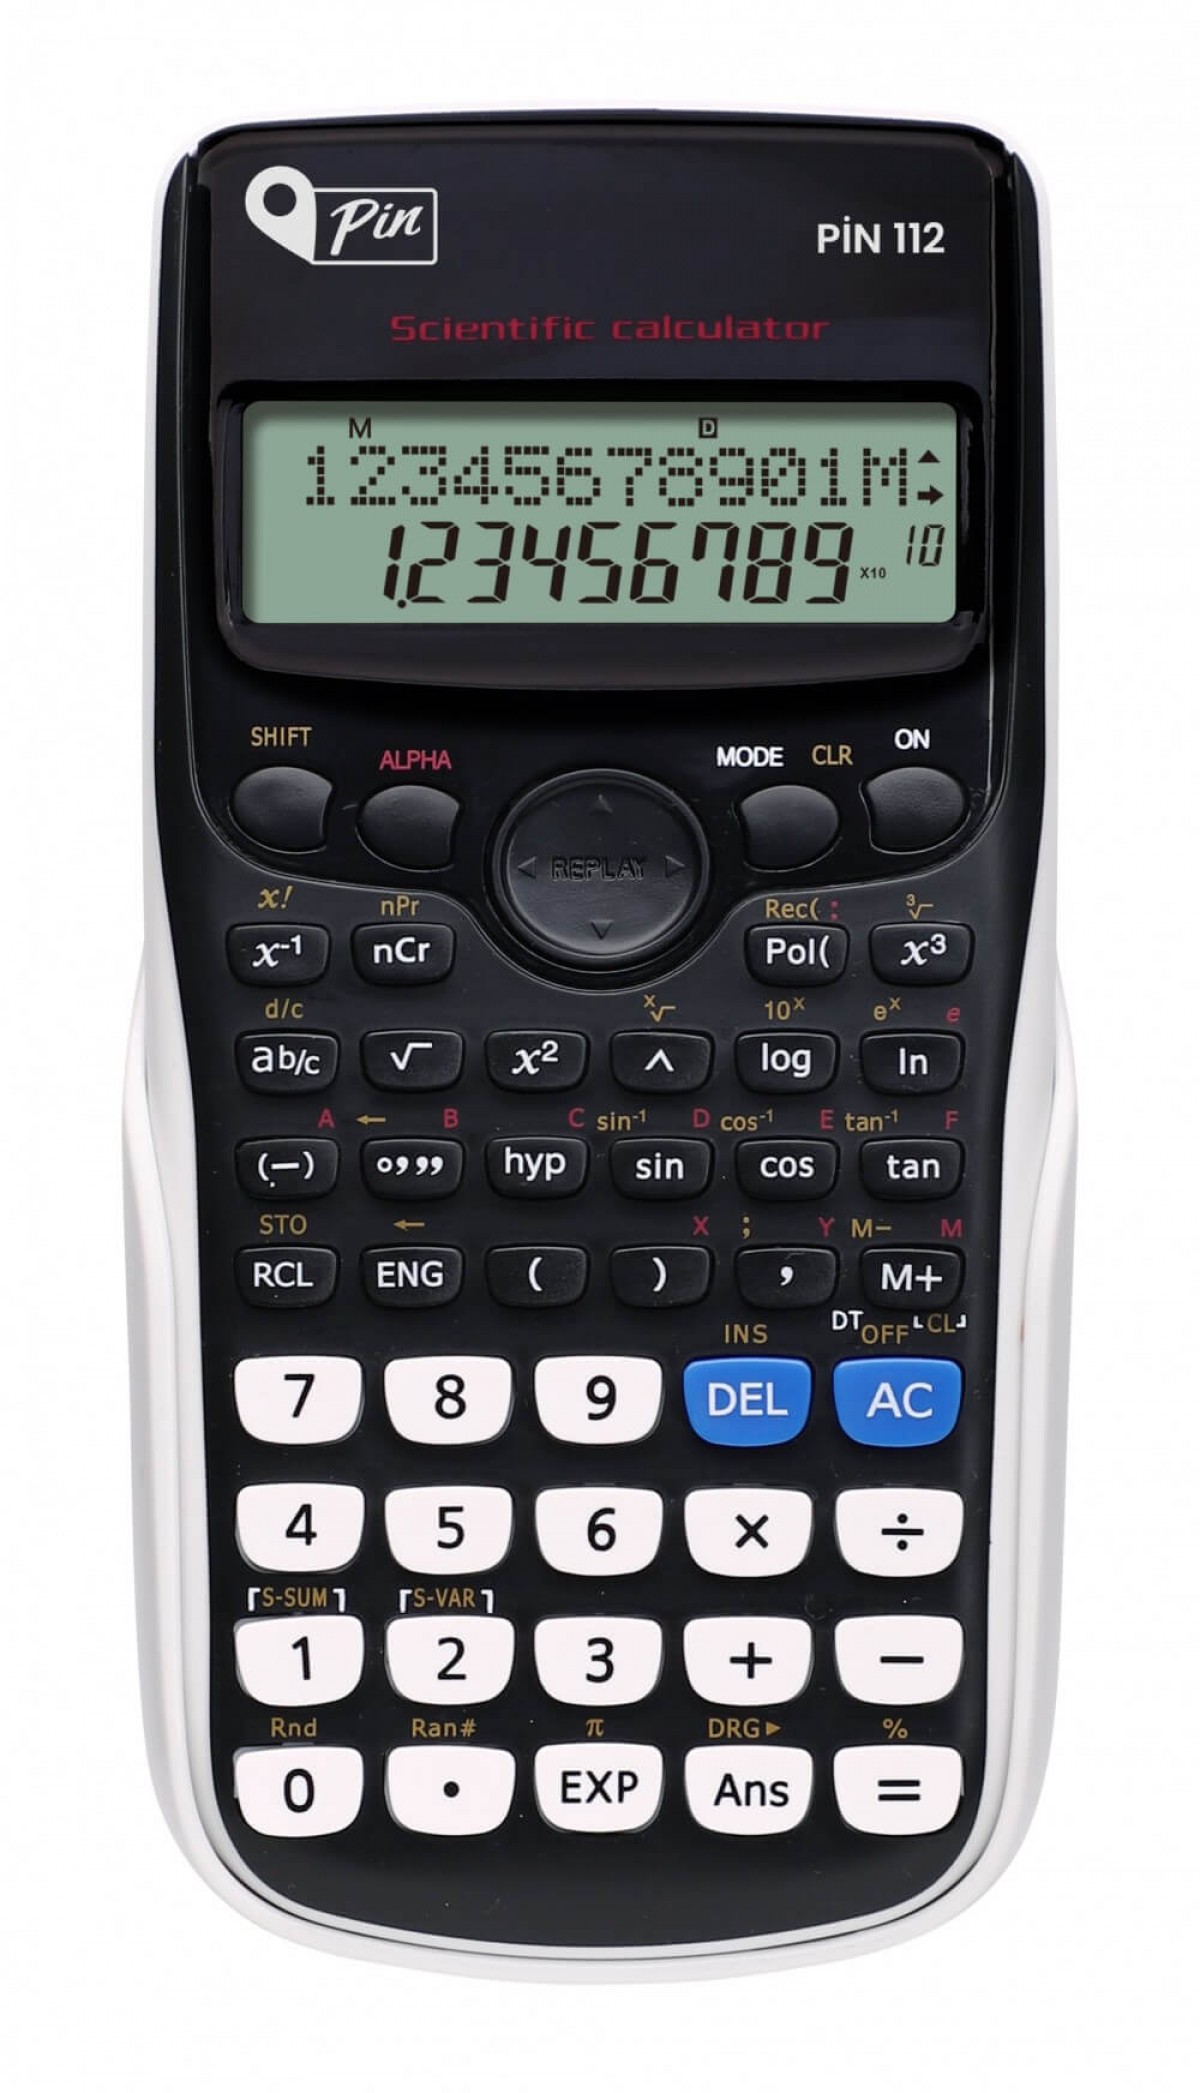 Pin
PİN 112
Scientific calculator
M D
12345678901M
1.23456789 x10 10
SHIFT ALPHA MODE CLR ON
REPLAY
x! nPr Rec( : ³√
x⁻¹ nCr Pol( x³
d/c ˣ√ 10ˣ eˣ e
ab/c √ x² ^ log ln
A ← B C sin⁻¹ D cos⁻¹ E tan⁻¹ F
(−) o,,, hyp sin cos tan
STO ← X ; Y M− M
RCL ENG ( ) , M+
INS DT OFF CL
7 8 9 DEL AC
4 5 6 × ÷
S-SUM S-VAR
1 2 3 + −
Rnd Ran# π DRG▶ %
0 • EXP Ans =